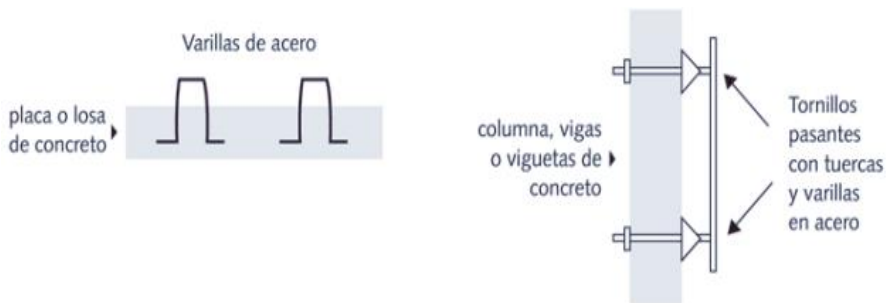 Varillas de acero
placa o losa
de concreto
columna, vigas
o viguetas de
concreto
Tornillos
pasantes
con tuercas
y varillas
en acero